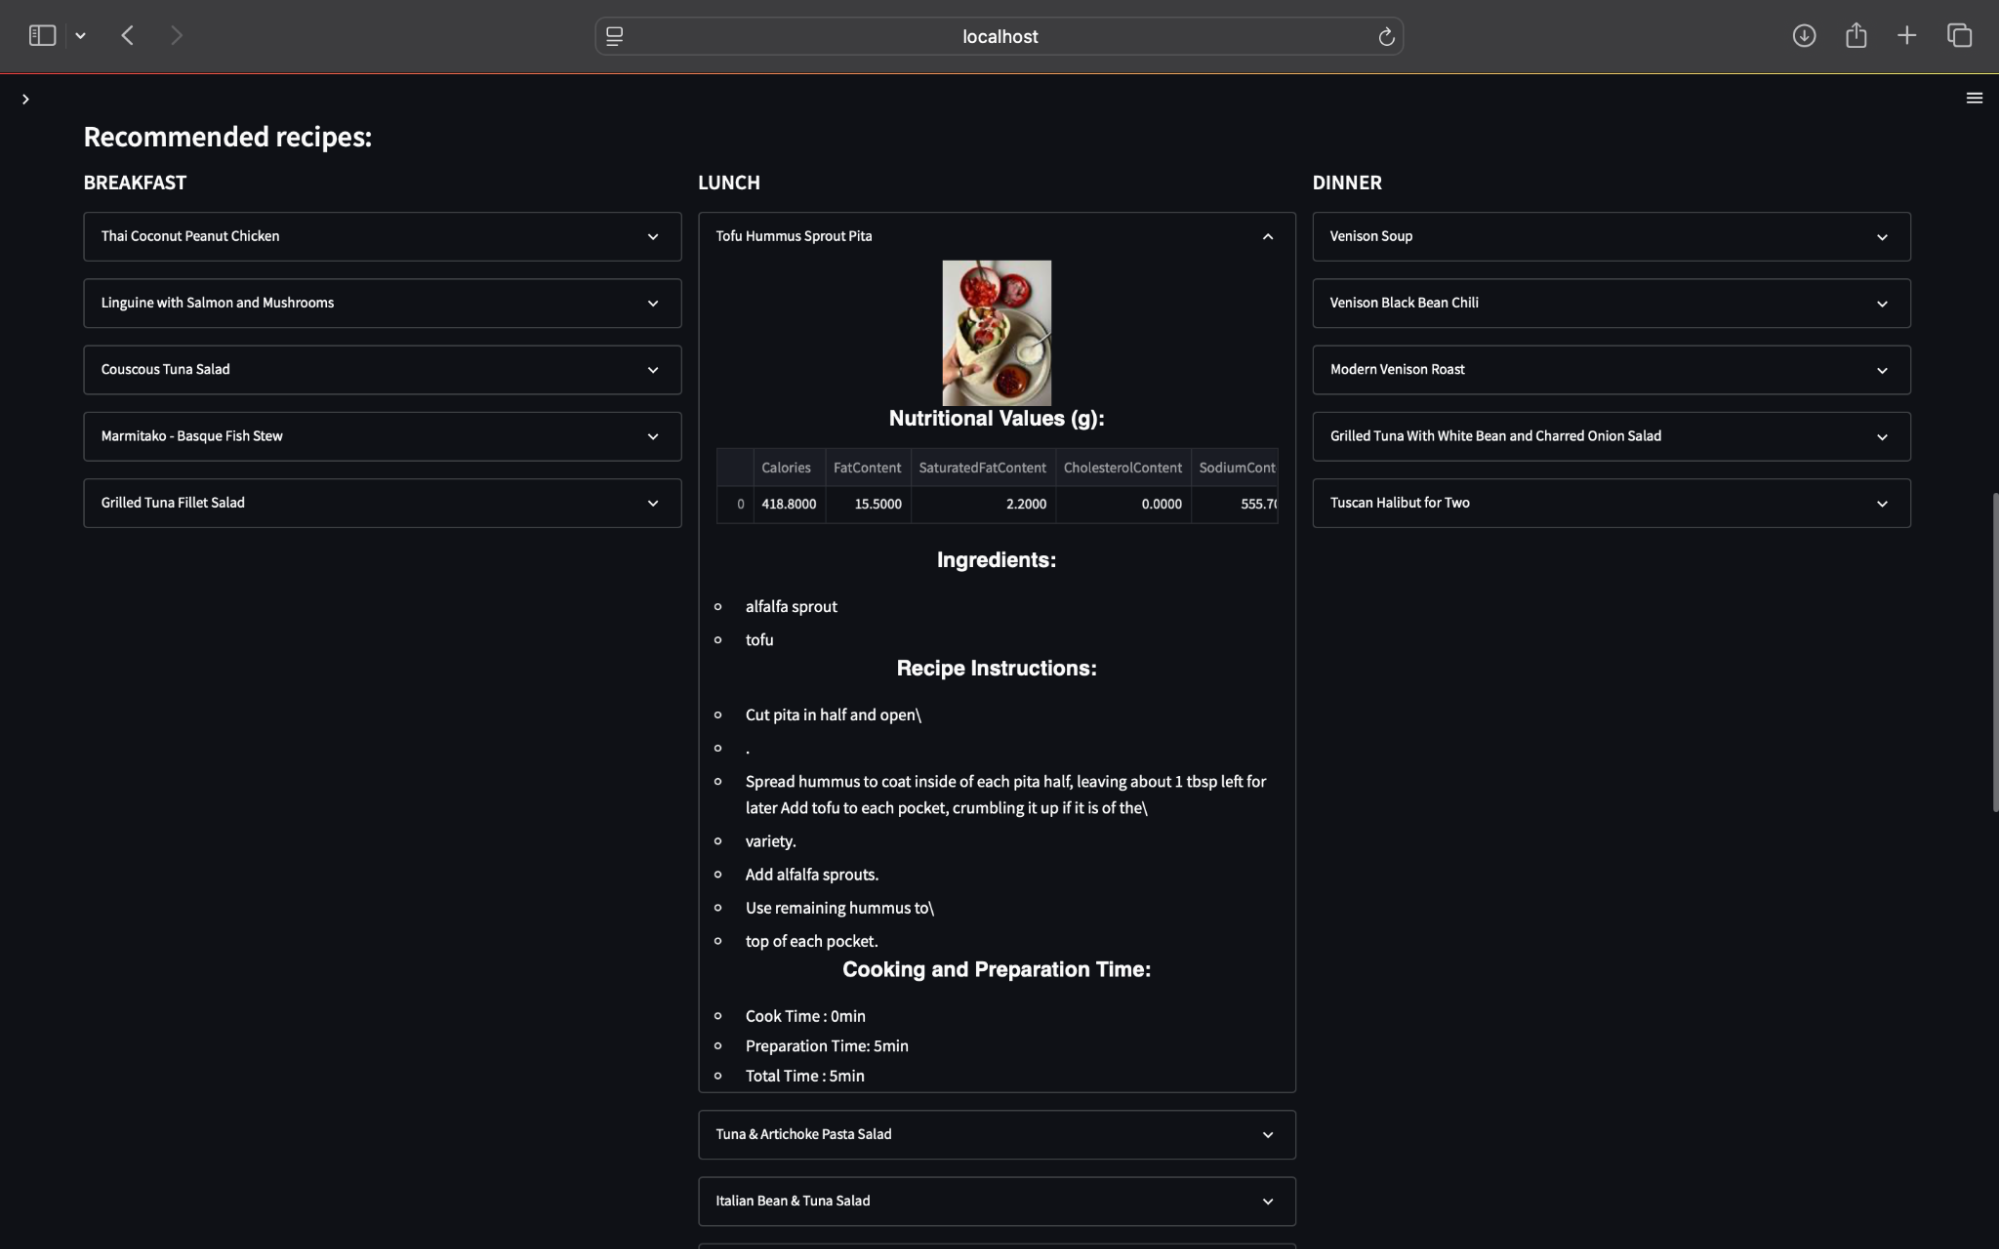 localhost
Recommended recipes:
BREAKFAST
Thai Coconut Peanut Chicken
Linguine with Salmon and Mushrooms
Couscous Tuna Salad
Marmitako - Basque Fish Stew
Grilled Tuna Fillet Salad
LUNCH
Tofu Hummus Sprout Pita
Nutritional Values (g):
Calories FatContent SaturatedFatContent CholesterolContent SodiumCont
0 418.8000 15.5000 2.2000 0.0000 555.70
Ingredients:
alfalfa sprout
tofu
Recipe Instructions:
Cut pita in half and open\
.
Spread hummus to coat inside of each pita half, leaving about 1 tbsp left for
later Add tofu to each pocket, crumbling it up if it is of the\
variety.
Add alfalfa sprouts.
Use remaining hummus to\
top of each pocket.
Cooking and Preparation Time:
Cook Time : 0min
Preparation Time: 5min
Total Time : 5min
Tuna & Artichoke Pasta Salad
Italian Bean & Tuna Salad
DINNER
Venison Soup
Venison Black Bean Chili
Modern Venison Roast
Grilled Tuna With White Bean and Charred Onion Salad
Tuscan Halibut for Two